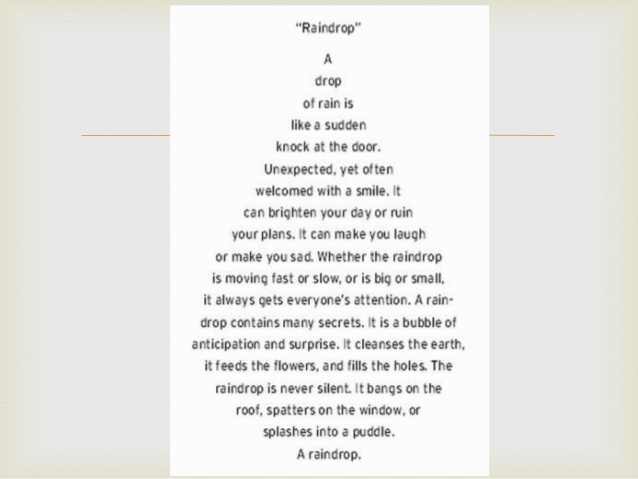 “Raindrop”
A
drop
of rain is
like a sudden
knock at the door.
Unexpected, yet often
welcomed with a smile. It
can brighten your day or ruin
your plans. It can make you laugh
or make you sad. Whether the raindrop
is moving fast or slow, or is big or small,
it always gets everyone’s attention. A rain-
drop contains many secrets. It is a bubble of
anticipation and surprise. It cleanses the earth,
it feeds the flowers, and fills the holes. The
raindrop is never silent. It bangs on the
roof, spatters on the window, or
splashes into a puddle.
A raindrop.